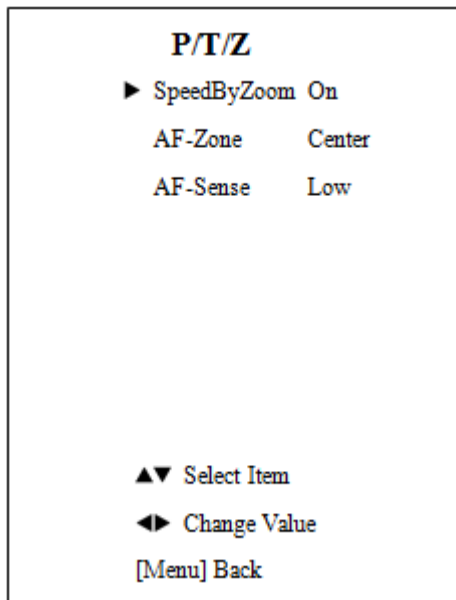 P/T/Z
▶ SpeedByZoom On
AF-Zone Center
AF-Sense Low
▲▼ Select Item
◀▶ Change Value
[Menu] Back